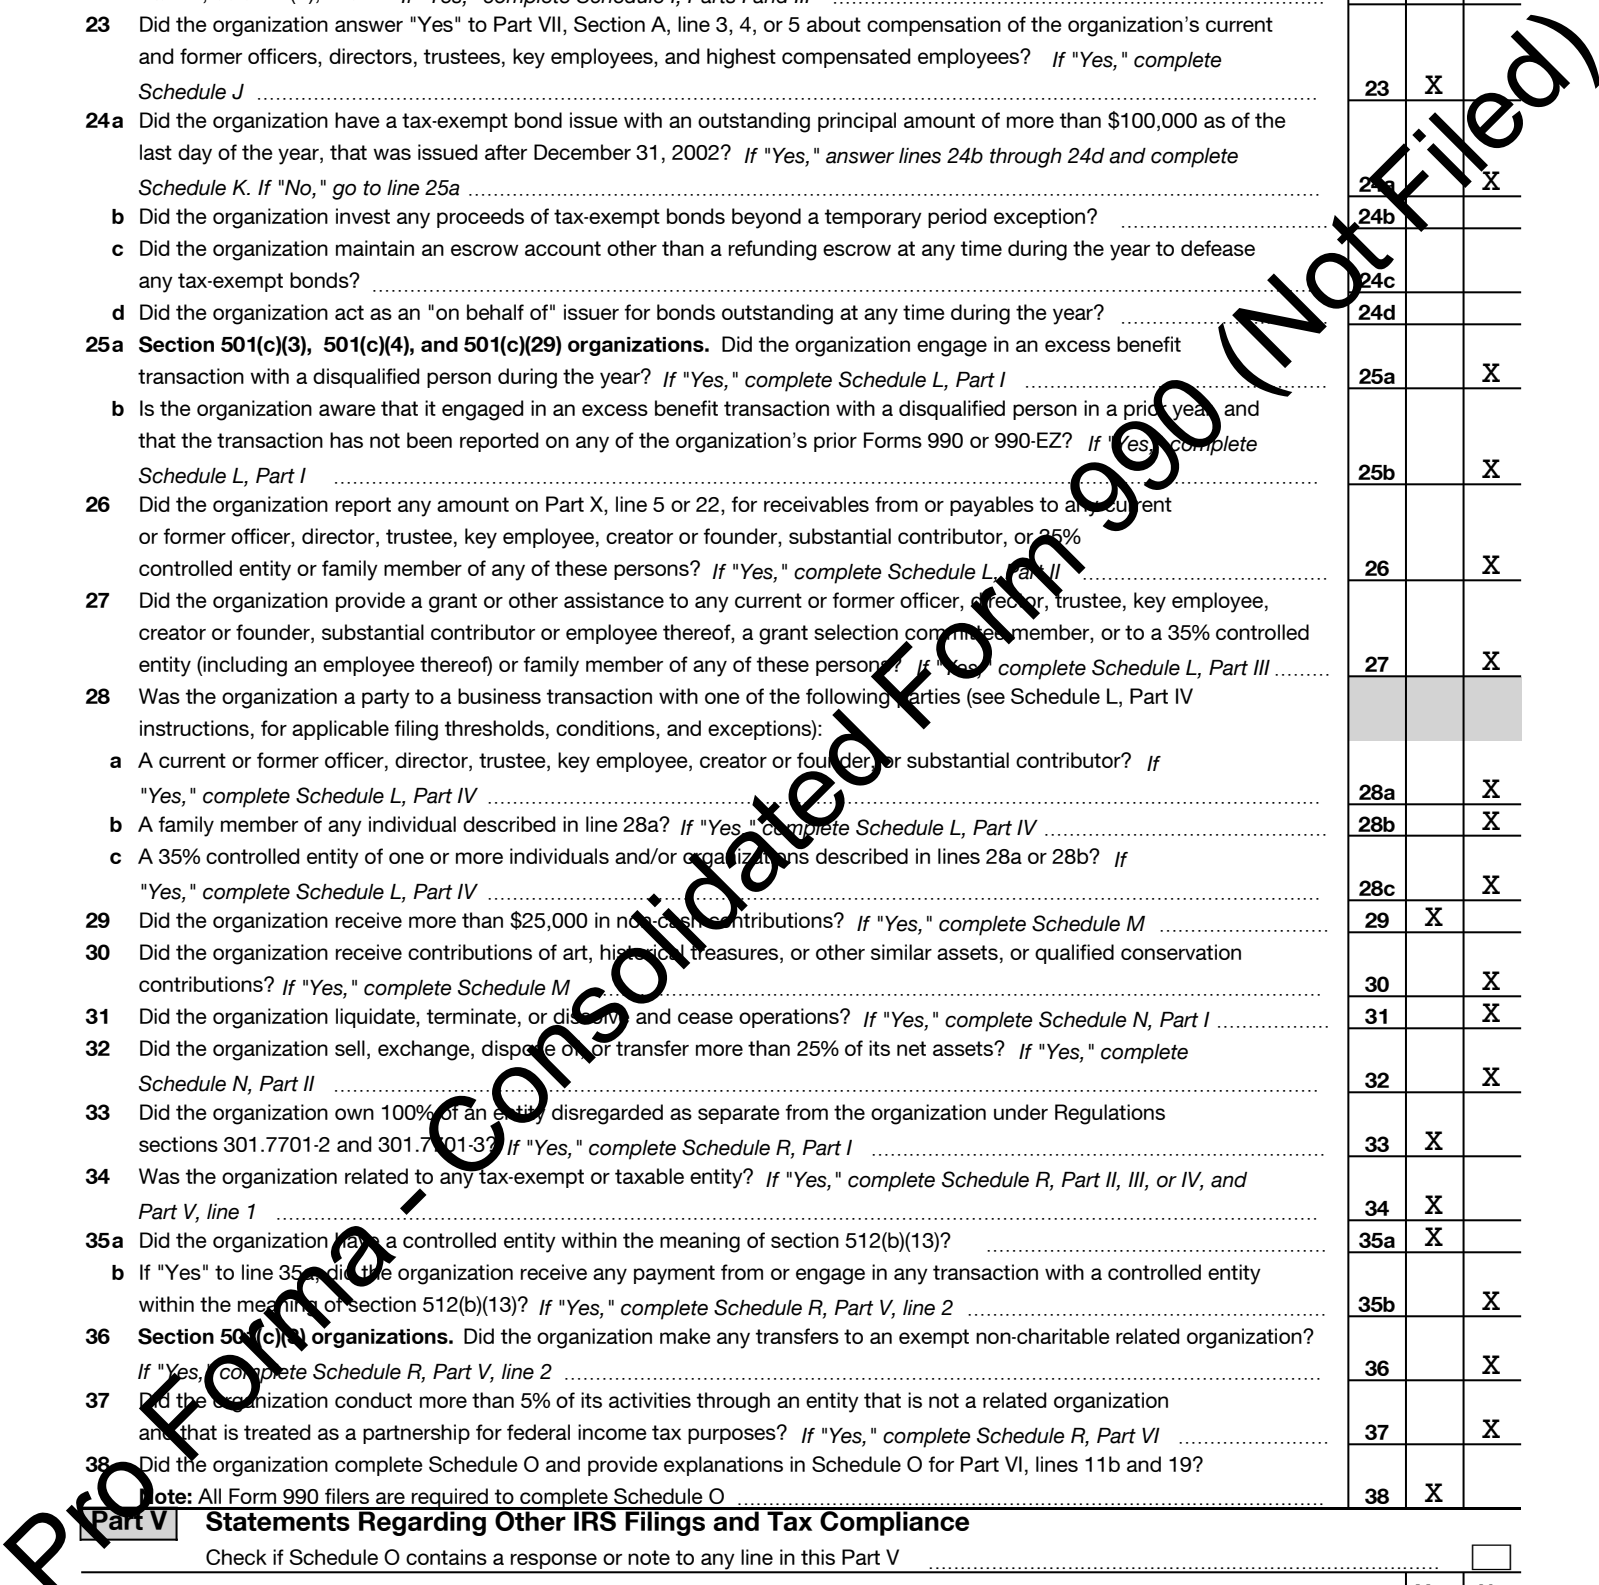 23 Did the organization answer "Yes" to Part VII, Section A, line 3, 4, or 5 about compensation of the organization's current
and former officers, directors, trustees, key employees, and highest compensated employees? If "Yes," complete
Schedule J 23 X
24a Did the organization have a tax-exempt bond issue with an outstanding principal amount of more than $100,000 as of the
last day of the year, that was issued after December 31, 2002? If "Yes," answer lines 24b through 24d and complete
Schedule K. If "No," go to line 25a 24a X
b Did the organization invest any proceeds of tax-exempt bonds beyond a temporary period exception? 24b
c Did the organization maintain an escrow account other than a refunding escrow at any time during the year to defease
any tax-exempt bonds? 24c
d Did the organization act as an "on behalf of" issuer for bonds outstanding at any time during the year? 24d
25a Section 501(c)(3), 501(c)(4), and 501(c)(29) organizations. Did the organization engage in an excess benefit
transaction with a disqualified person during the year? If "Yes," complete Schedule L, Part I 25a X
b Is the organization aware that it engaged in an excess benefit transaction with a disqualified person in a prior year, and
that the transaction has not been reported on any of the organization's prior Forms 990 or 990-EZ? If "Yes," complete
Schedule L, Part I 25b X
26 Did the organization report any amount on Part X, line 5 or 22, for receivables from or payables to any current
or former officer, director, trustee, key employee, creator or founder, substantial contributor, or 35%
controlled entity or family member of any of these persons? If "Yes," complete Schedule L, Part II 26 X
27 Did the organization provide a grant or other assistance to any current or former officer, director, trustee, key employee,
creator or founder, substantial contributor or employee thereof, a grant selection committee member, or to a 35% controlled
entity (including an employee thereof) or family member of any of these persons? If "Yes," complete Schedule L, Part III 27 X
28 Was the organization a party to a business transaction with one of the following parties (see Schedule L, Part IV
instructions, for applicable filing thresholds, conditions, and exceptions):
a A current or former officer, director, trustee, key employee, creator or founder, or substantial contributor? If
"Yes," complete Schedule L, Part IV 28a X
b A family member of any individual described in line 28a? If "Yes," complete Schedule L, Part IV 28b X
c A 35% controlled entity of one or more individuals and/or organizations described in lines 28a or 28b? If
"Yes," complete Schedule L, Part IV 28c X
29 Did the organization receive more than $25,000 in non-cash contributions? If "Yes," complete Schedule M 29 X
30 Did the organization receive contributions of art, historical treasures, or other similar assets, or qualified conservation
contributions? If "Yes," complete Schedule M 30 X
31 Did the organization liquidate, terminate, or dissolve and cease operations? If "Yes," complete Schedule N, Part I 31 X
32 Did the organization sell, exchange, dispose of, or transfer more than 25% of its net assets? If "Yes," complete
Schedule N, Part II 32 X
33 Did the organization own 100% of an entity disregarded as separate from the organization under Regulations
sections 301.7701-2 and 301.7701-3? If "Yes," complete Schedule R, Part I 33 X
34 Was the organization related to any tax-exempt or taxable entity? If "Yes," complete Schedule R, Part II, III, or IV, and
Part V, line 1 34 X
35a Did the organization have a controlled entity within the meaning of section 512(b)(13)? 35a X
b If "Yes" to line 35a, did the organization receive any payment from or engage in any transaction with a controlled entity
within the meaning of section 512(b)(13)? If "Yes," complete Schedule R, Part V, line 2 35b X
36 Section 501(c)(3) organizations. Did the organization make any transfers to an exempt non-charitable related organization?
If "Yes," complete Schedule R, Part V, line 2 36 X
37 Did the organization conduct more than 5% of its activities through an entity that is not a related organization
and that is treated as a partnership for federal income tax purposes? If "Yes," complete Schedule R, Part VI 37 X
38 Did the organization complete Schedule O and provide explanations in Schedule O for Part VI, lines 11b and 19?
Note: All Form 990 filers are required to complete Schedule O 38 X
Part V Statements Regarding Other IRS Filings and Tax Compliance
Check if Schedule O contains a response or note to any line in this Part V
Pro Forma - Consolidated Form 990 (Not Filed)